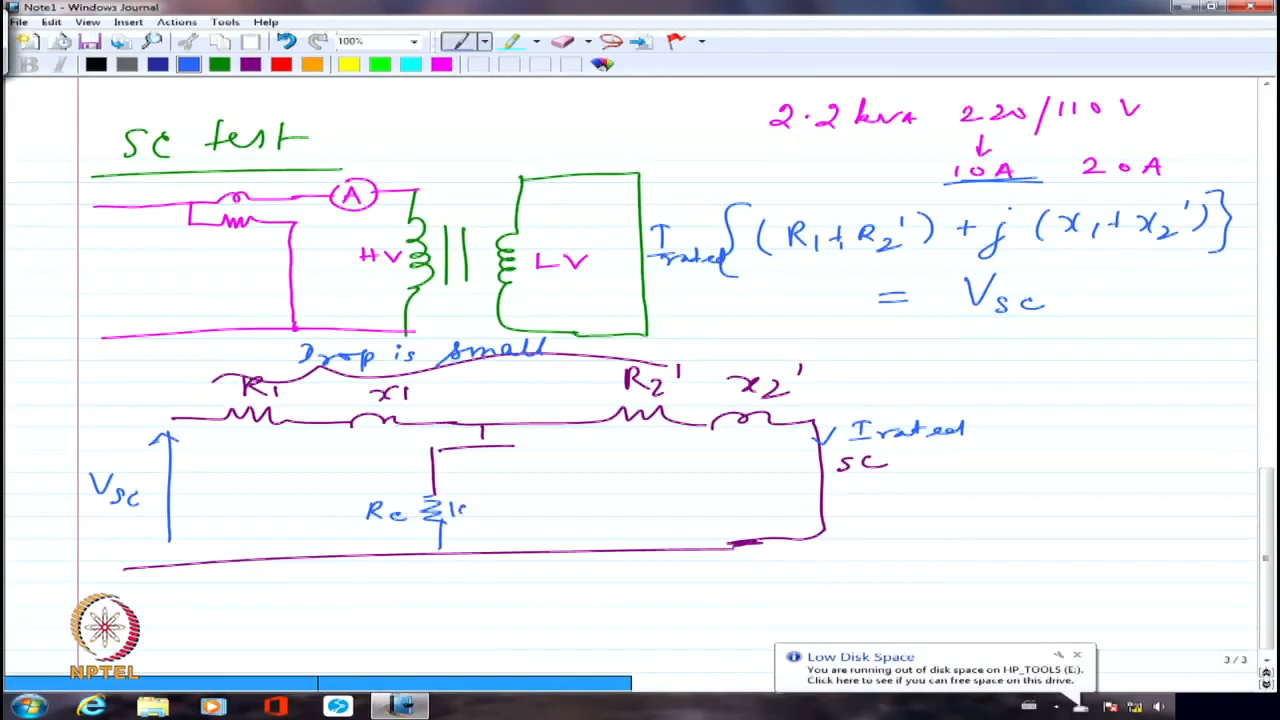 Note1 - Windows Journal
File Edit View Insert Actions Tools Help
100%
B I
2.2 kVA 220/110 V
SC test
10A 20A
A
HV LV
Irated {(R1+R2') + j (x1+x2')}
= Vsc
Drop is small
R1 x1 R2' x2'
Irated
SC
Vsc
Rc
NPTEL
Low Disk Space
You are running out of disk space on HP_TOOLS (E:).
Click here to see if you can free space on this drive.
3/3